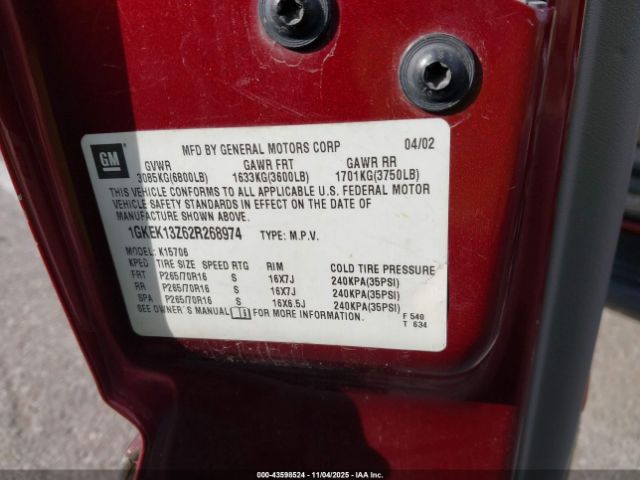 GM
MFD BY GENERAL MOTORS CORP 04/02
GVWR GAWR FRT GAWR RR
3085KG(6800LB) 1633KG(3600LB) 1701KG(3750LB)
THIS VEHICLE CONFORMS TO ALL APPLICABLE U.S. FEDERAL MOTOR
VEHICLE SAFETY STANDARDS IN EFFECT ON THE DATE OF
MANUFACTURE SHOWN ABOVE.
1GKEK13Z62R268974 TYPE: M.P.V.
MODEL: K15706
KPED TIRE SIZE SPEED RTG RIM COLD TIRE PRESSURE
FRT P265/70R16 S 16X7J 240KPA(35PSI)
RR P265/70R16 S 16X7J 240KPA(35PSI)
SPA P265/70R16 S 16X6.5J 240KPA(35PSI)
SEE OWNER'S MANUAL FOR MORE INFORMATION. F 540
T 634
000-43598524 - 11/04/2025 - IAA, Inc.